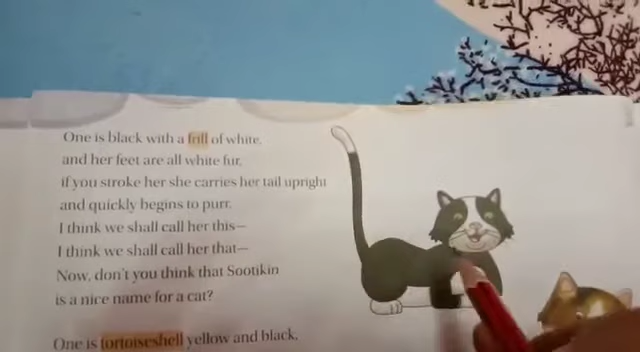 One is black with a frill of white,
and her feet are all white fur,
if you stroke her she carries her tail upright
and quickly begins to purr.
I think we shall call her this—
I think we shall call her that—
Now, don't you think that Sootikin
is a nice name for a cat?
One is tortoiseshell yellow and black,